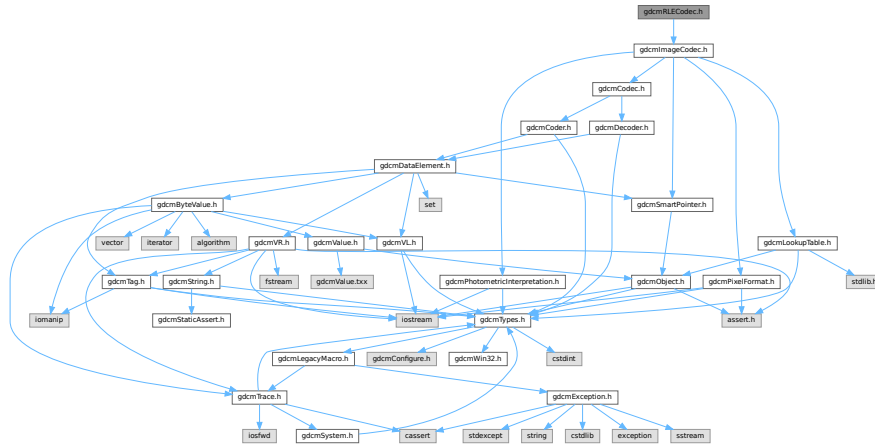 gdcmRLECodec.h
gdcmImageCodec.h
gdcmCodec.h
gdcmCoder.h
gdcmDecoder.h
gdcmDataElement.h
gdcmByteValue.h
set
gdcmSmartPointer.h
vector
iterator
algorithm
gdcmVR.h
gdcmValue.h
gdcmVL.h
gdcmLookupTable.h
gdcmTag.h
gdcmString.h
fstream
gdcmValue.txx
gdcmPhotometricInterpretation.h
gdcmObject.h
gdcmPixelFormat.h
stdlib.h
iomanip
gdcmStaticAssert.h
iostream
gdcmTypes.h
assert.h
gdcmLegacyMacro.h
gdcmConfigure.h
gdcmWin32.h
cstdint
gdcmTrace.h
gdcmException.h
iosfwd
gdcmSystem.h
cassert
stdexcept
string
cstdlib
exception
sstream